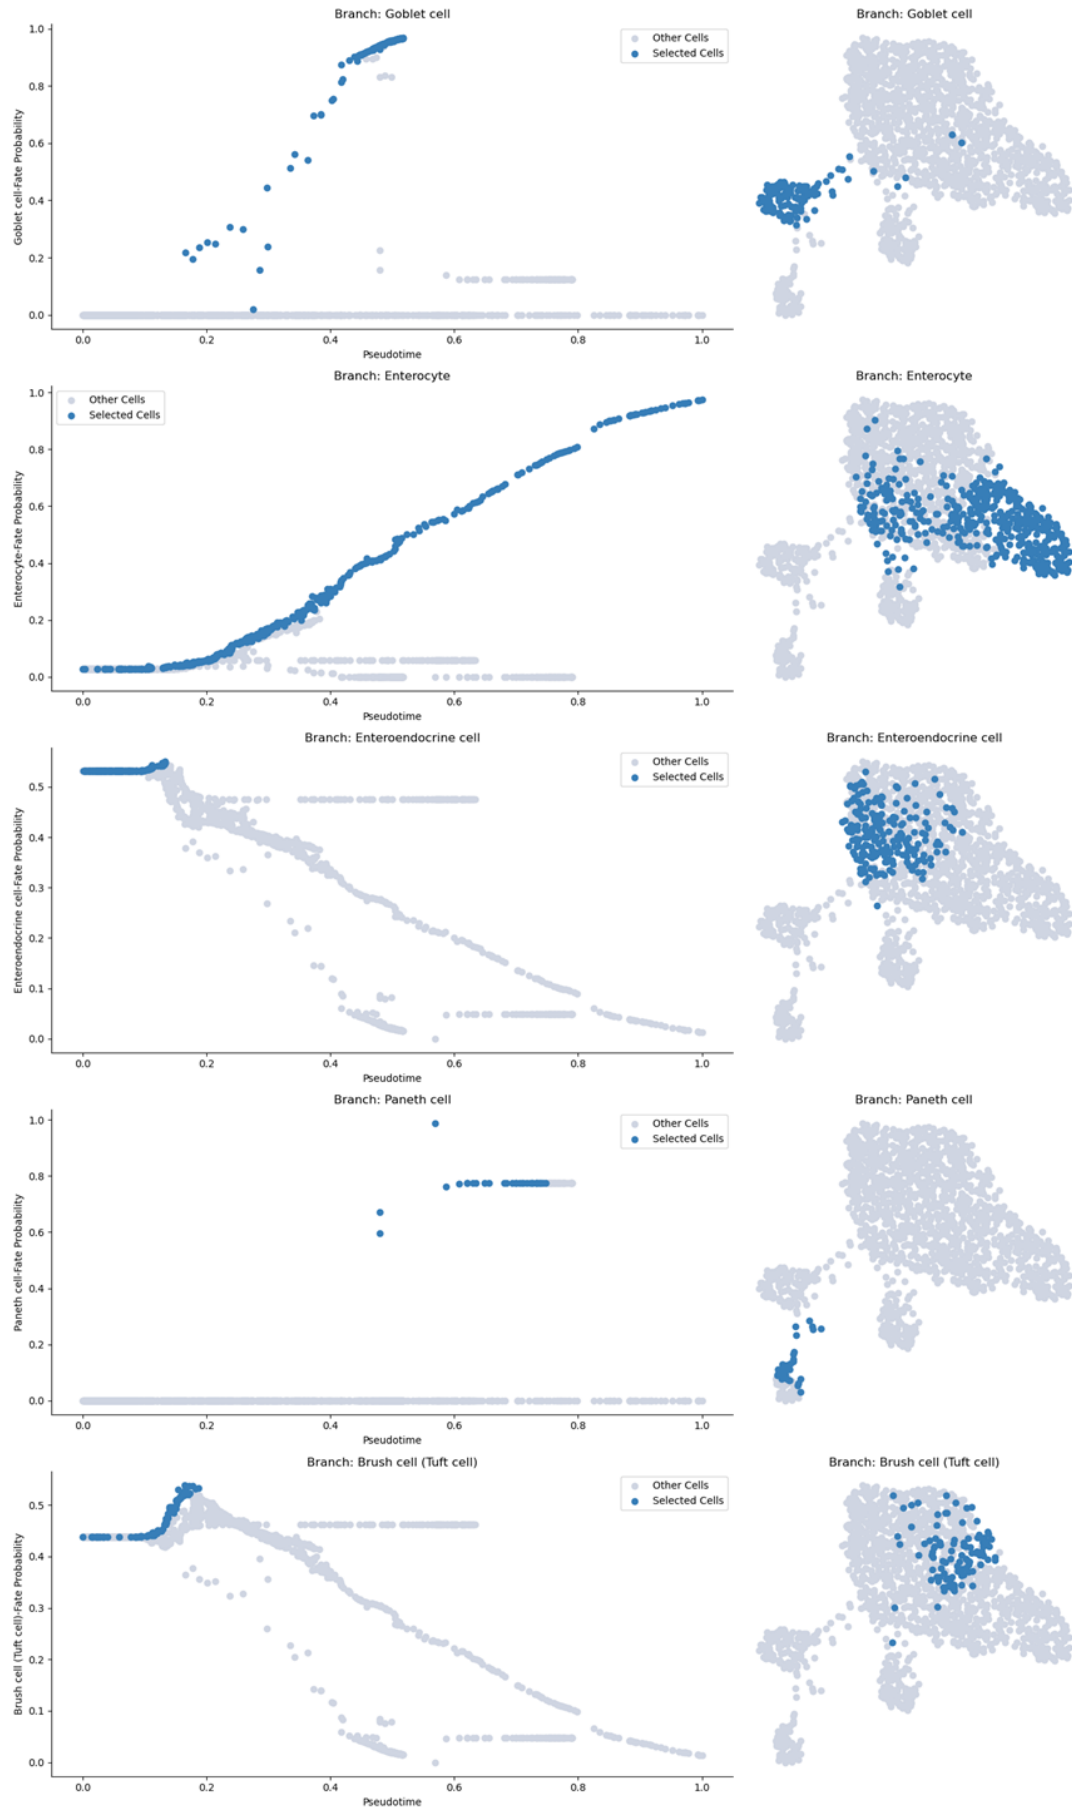 Branch: Goblet cell
Branch: Goblet cell
Goblet cell-Fate Probability
1.0
0.8
0.6
0.4
0.2
0.0
Other Cells
Selected Cells
0.0 0.2 0.4 0.6 0.8 1.0
Pseudotime
Branch: Enterocyte
Branch: Enterocyte
Enterocyte-Fate Probability
1.0
0.8
0.6
0.4
0.2
0.0
Other Cells
Selected Cells
0.0 0.2 0.4 0.6 0.8 1.0
Pseudotime
Branch: Enteroendocrine cell
Branch: Enteroendocrine cell
Enteroendocrine cell-Fate Probability
0.5
0.4
0.3
0.2
0.1
0.0
Other Cells
Selected Cells
0.0 0.2 0.4 0.6 0.8 1.0
Pseudotime
Branch: Paneth cell
Branch: Paneth cell
Paneth cell-Fate Probability
1.0
0.8
0.6
0.4
0.2
0.0
Other Cells
Selected Cells
0.0 0.2 0.4 0.6 0.8 1.0
Pseudotime
Branch: Brush cell (Tuft cell)
Branch: Brush cell (Tuft cell)
Brush cell (Tuft cell)-Fate Probability
0.5
0.4
0.3
0.2
0.1
0.0
Other Cells
Selected Cells
0.0 0.2 0.4 0.6 0.8 1.0
Pseudotime